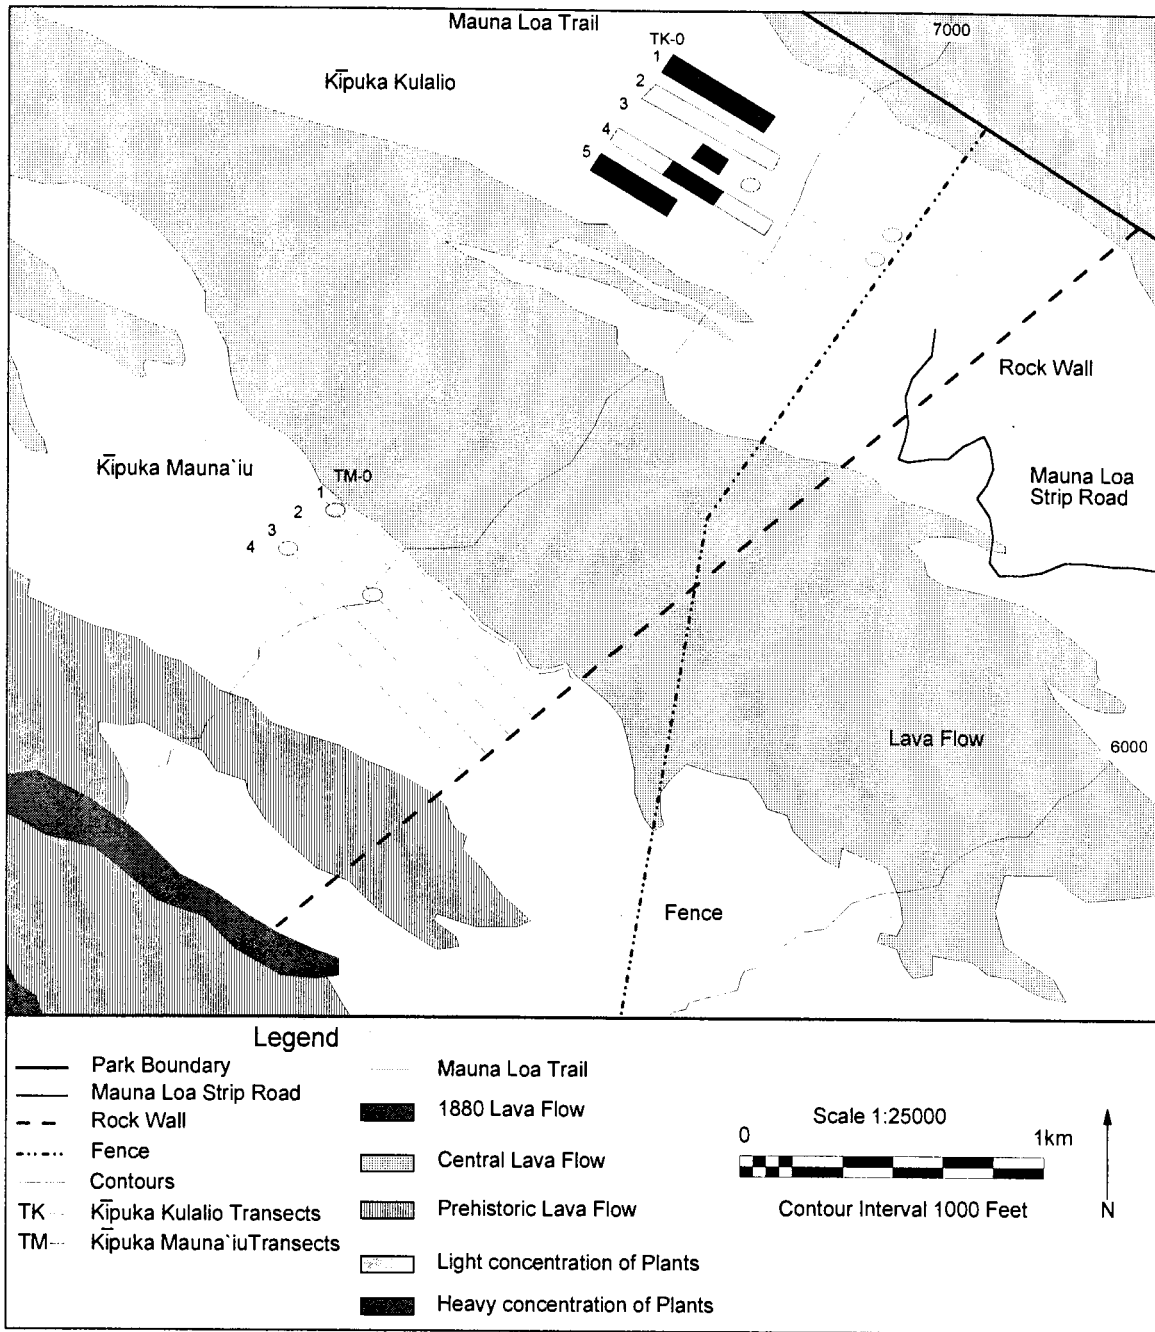 Mauna Loa Trail
TK-0
7000
Kīpuka Kulalio
1
2
3
4
5
Rock Wall
Kīpuka Mauna`iu
TM-0
Mauna Loa
Strip Road
1
2
3
4
Lava Flow
6000
Fence
Legend
Park Boundary
Mauna Loa Strip Road
Rock Wall
Fence
Contours
TK Kīpuka Kulalio Transects
TM Kīpuka Mauna`iuTransects
Mauna Loa Trail
1880 Lava Flow
Central Lava Flow
Prehistoric Lava Flow
Light concentration of Plants
Heavy concentration of Plants
Scale 1:25000
0 1km
Contour Interval 1000 Feet
N